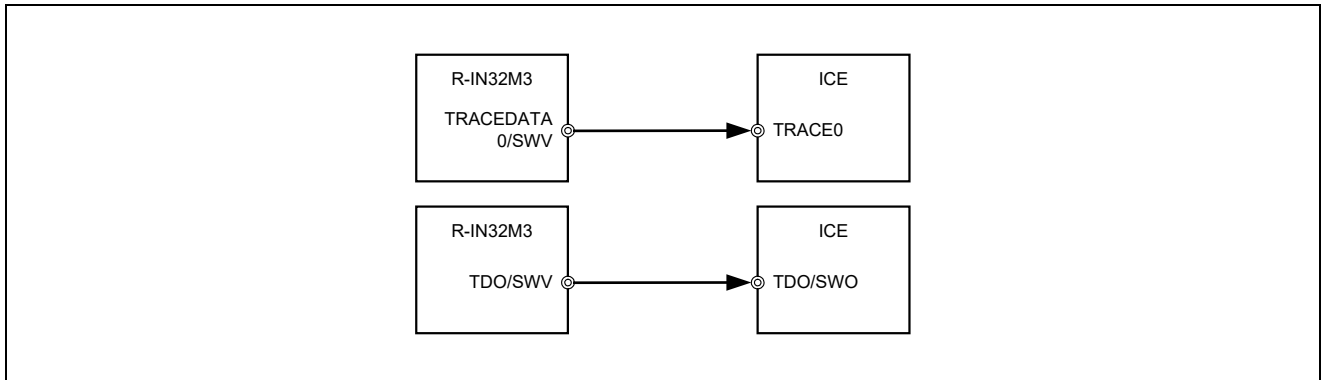 R-IN32M3
TRACEDATA
0/SWV
ICE
TRACE0
R-IN32M3
TDO/SWV
ICE
TDO/SWO